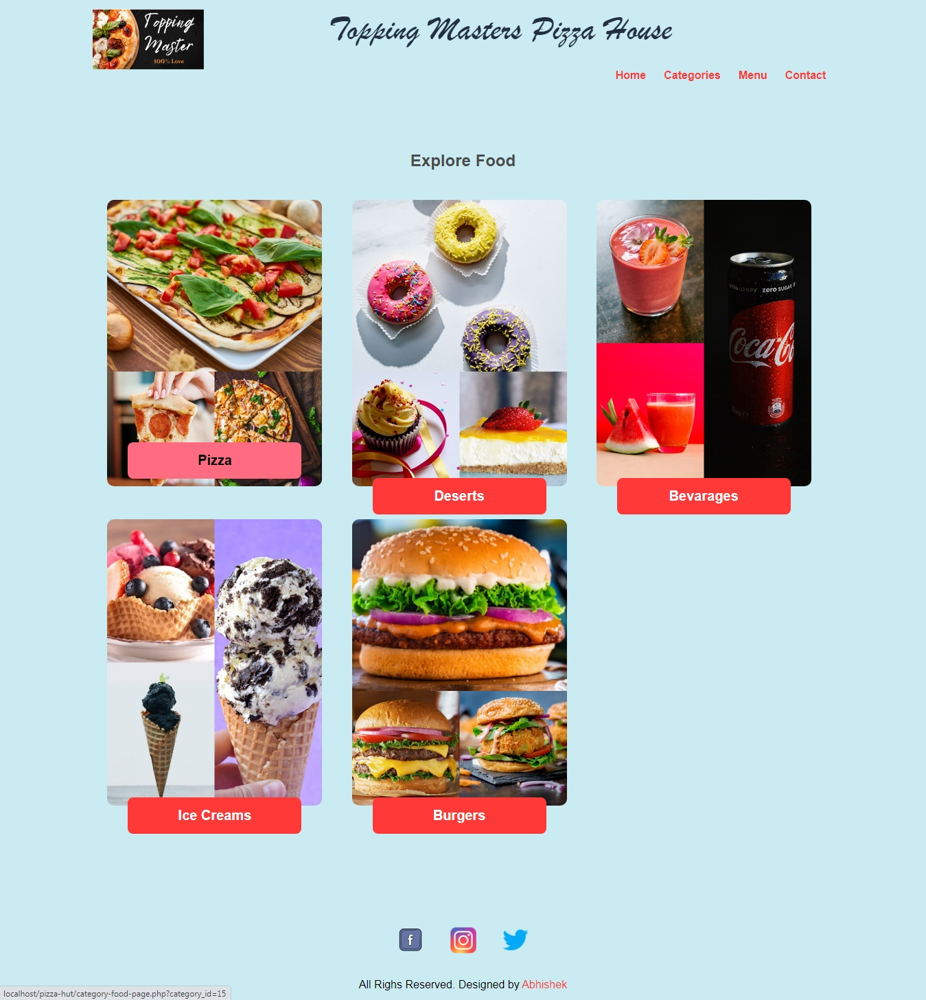 Topping
Master
100% Love
Topping Masters Pizza House
Home Categories Menu Contact
Explore Food
zero SUGAR
Coca-C
Pizza
Deserts
Bevarages
Ice Creams
Burgers
f
All Righs Reserved. Designed by Abhishek
localhost/pizza-hut/category-food-page.php?category_id=15